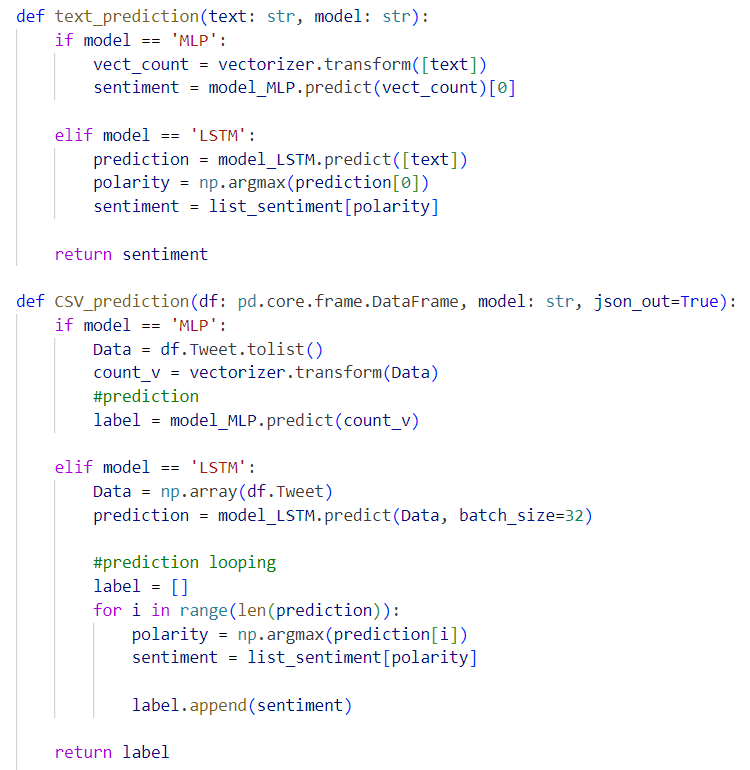 def text_prediction(text: str, model: str):
    if model == 'MLP':
        vect_count = vectorizer.transform([text])
        sentiment = model_MLP.predict(vect_count)[0]
    elif model == 'LSTM':
        prediction = model_LSTM.predict([text])
        polarity = np.argmax(prediction[0])
        sentiment = list_sentiment[polarity]
    return sentiment
def CSV_prediction(df: pd.core.frame.DataFrame, model: str, json_out=True):
    if model == 'MLP':
        Data = df.Tweet.tolist()
        count_v = vectorizer.transform(Data)
        #prediction
        label = model_MLP.predict(count_v)
    elif model == 'LSTM':
        Data = np.array(df.Tweet)
        prediction = model_LSTM.predict(Data, batch_size=32)
        #prediction looping
        label = []
        for i in range(len(prediction)):
            polarity = np.argmax(prediction[i])
            sentiment = list_sentiment[polarity]
            label.append(sentiment)
    return label